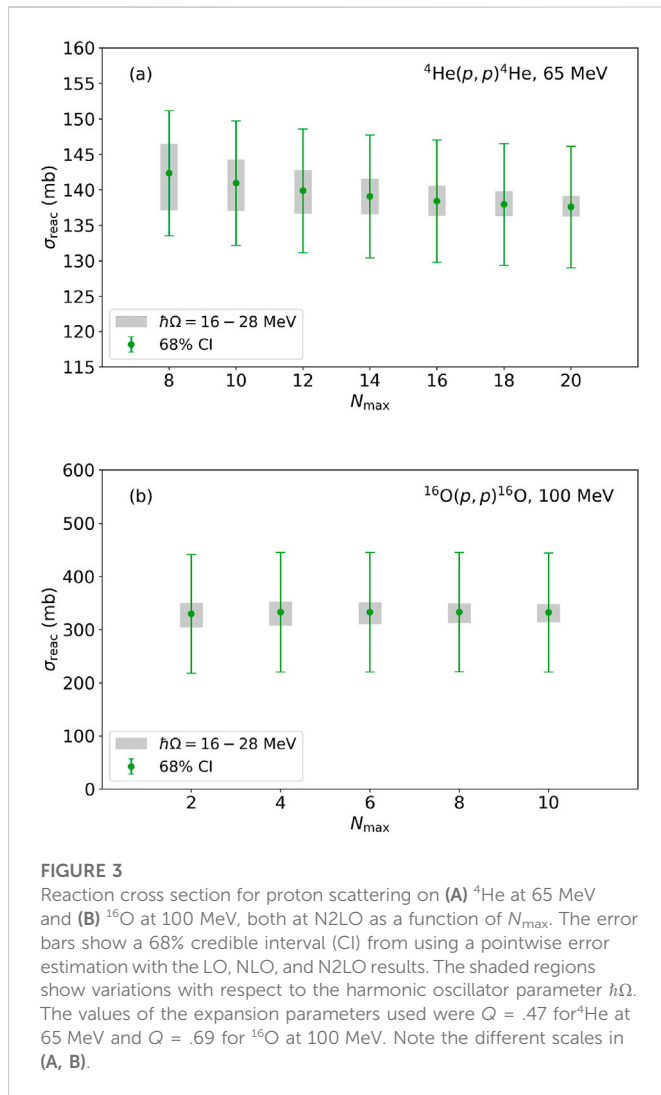 160
155
150
145
140
135
130
125
120
115
σreac (mb)
(a)
⁴He(p, p)⁴He, 65 MeV
ℏΩ = 16 − 28 MeV
68% CI
8 10 12 14 16 18 20
Nmax
600
500
400
300
200
100
0
σreac (mb)
(b)
¹⁶O(p, p)¹⁶O, 100 MeV
ℏΩ = 16 − 28 MeV
68% CI
2 4 6 8 10
Nmax
FIGURE 3
Reaction cross section for proton scattering on (A) ⁴He at 65 MeV
and (B) ¹⁶O at 100 MeV, both at N2LO as a function of Nmax. The error
bars show a 68% credible interval (CI) from using a pointwise error
estimation with the LO, NLO, and N2LO results. The shaded regions
show variations with respect to the harmonic oscillator parameter ℏΩ.
The values of the expansion parameters used were Q = .47 for⁴He at
65 MeV and Q = .69 for ¹⁶O at 100 MeV. Note the different scales in
(A, B).